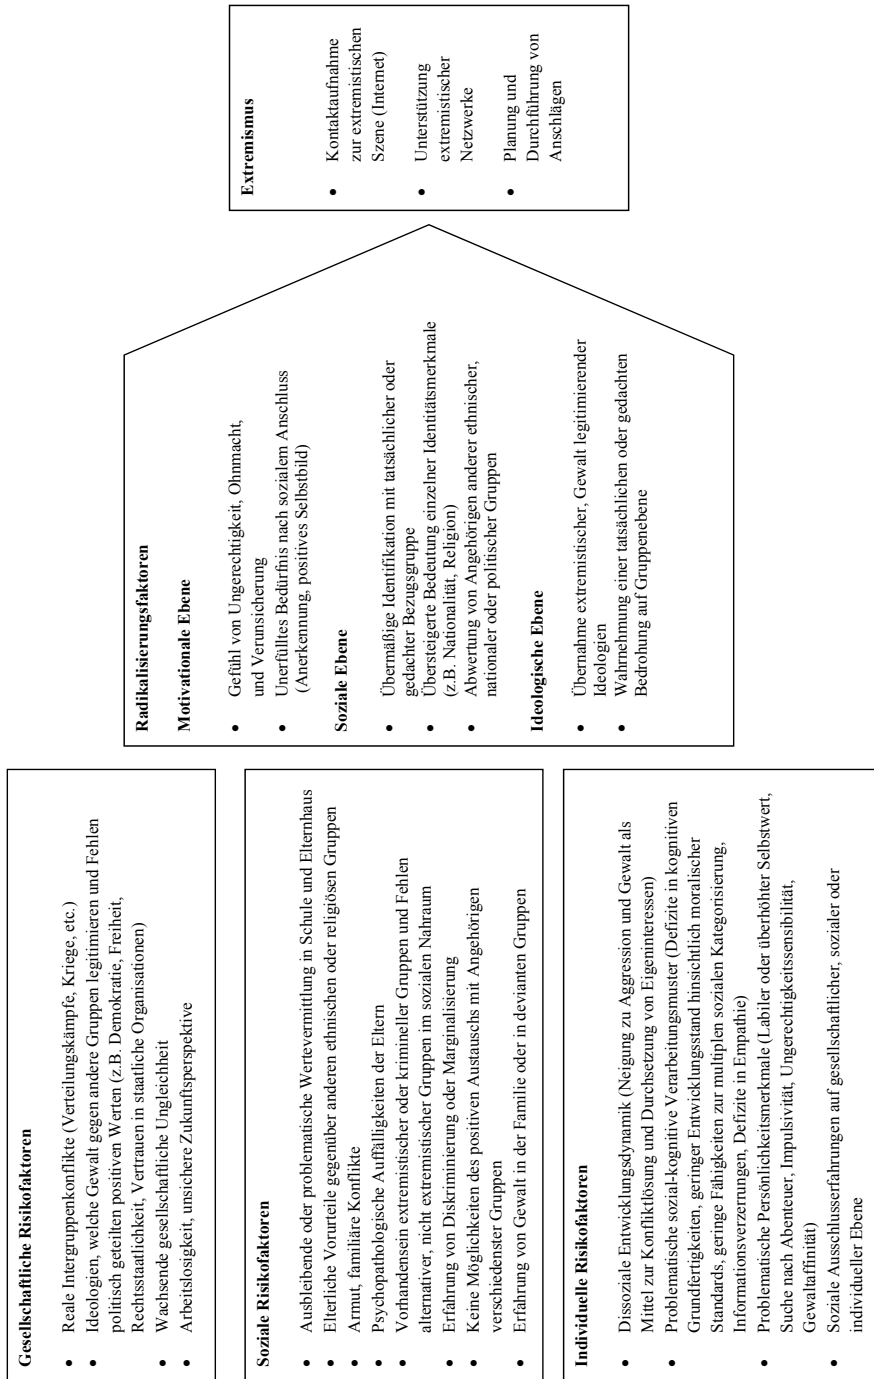 Gesellschaftliche Risikofaktoren
• Reale Intergruppenkonflikte (Verteilungskämpfe, Kriege, etc.)
• Ideologien, welche Gewalt gegen andere Gruppen legitimieren und Fehlen
politisch geteilten positiven Werten (z.B. Demokratie, Freiheit,
Rechtsstaatlichkeit, Vertrauen in staatliche Organisationen)
• Wachsende gesellschaftliche Ungleichheit
• Arbeitslosigkeit, unsichere Zukunftsperspektive
Soziale Risikofaktoren
• Ausbleibende oder problematische Wertevermittlung in Schule und Elternhaus
• Elterliche Vorurteile gegenüber anderen ethnischen oder religiösen Gruppen
• Armut, familiäre Konflikte
• Psychopathologische Auffälligkeiten der Eltern
• Vorhandensein extremistischer oder krimineller Gruppen und Fehlen
alternativer, nicht extremistischer Gruppen im sozialen Nahraum
• Erfahrung von Diskriminierung oder Marginalisierung
• Keine Möglichkeiten des positiven Austauschs mit Angehörigen
verschiedenster Gruppen
• Erfahrung von Gewalt in der Familie oder in devianten Gruppen
Individuelle Risikofaktoren
• Dissoziale Entwicklungsdynamik (Neigung zu Aggression und Gewalt als
Mittel zur Konfliktlösung und Durchsetzung von Eigeninteressen)
• Problematische sozial-kognitive Verarbeitungsmuster (Defizite in kognitiven
Grundfertigkeiten, geringer Entwicklungsstand hinsichtlich moralischer
Standards, geringe Fähigkeiten zur multiplen sozialen Kategorisierung,
Informationsverzerrungen, Defizite in Empathie)
• Problematische Persönlichkeitsmerkmale (Labiler oder überhöhter Selbstwert,
Suche nach Abenteuer, Impulsivität, Ungerechtigkeitssensibilität,
Gewaltaffinität)
• Soziale Ausschlusserfahrungen auf gesellschaftlicher, sozialer oder
individueller Ebene
Radikalisierungsfaktoren
Motivationale Ebene
• Gefühl von Ungerechtigkeit, Ohnmacht,
und Verunsicherung
• Unerfülltes Bedürfnis nach sozialem Anschluss
(Anerkennung, positives Selbstbild)
Soziale Ebene
• Übermäßige Identifikation mit tatsächlicher oder
gedachter Bezugsgruppe
• Übersteigerte Bedeutung einzelner Identitätsmerkmale
(z.B. Nationalität, Religion)
• Abwertung von Angehörigen anderer ethnischer,
nationaler oder politischer Gruppen
Ideologische Ebene
• Übernahme extremistischer, Gewalt legitimierender
Ideologien
• Wahrnehmung einer tatsächlichen oder gedachten
Bedrohung auf Gruppenebene
Extremismus
• Kontaktaufnahme
zur extremistischen
Szene (Internet)
• Unterstützung
extremistischer
Netzwerke
• Planung und
Durchführung von
Anschlägen